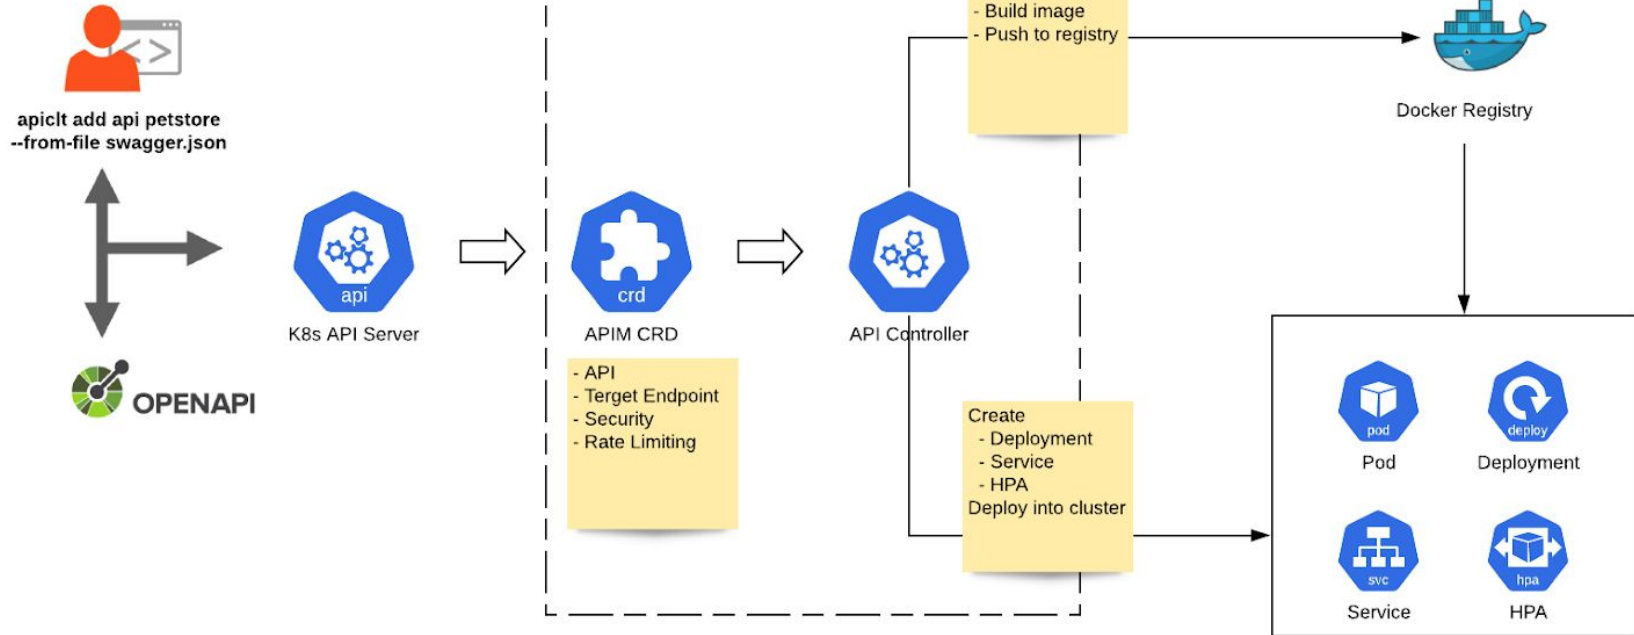 - Build image
- Push to registry
Docker Registry
apiclt add api petstore
--from-file swagger.json
api
K8s API Server
crd
APIM CRD
API Controller
OPENAPI
- API
- Terget Endpoint
- Security
- Rate Limiting
Create
- Deployment
- Service
- HPA
Deploy into cluster
pod
Pod
deploy
Deployment
svc
Service
hpa
HPA